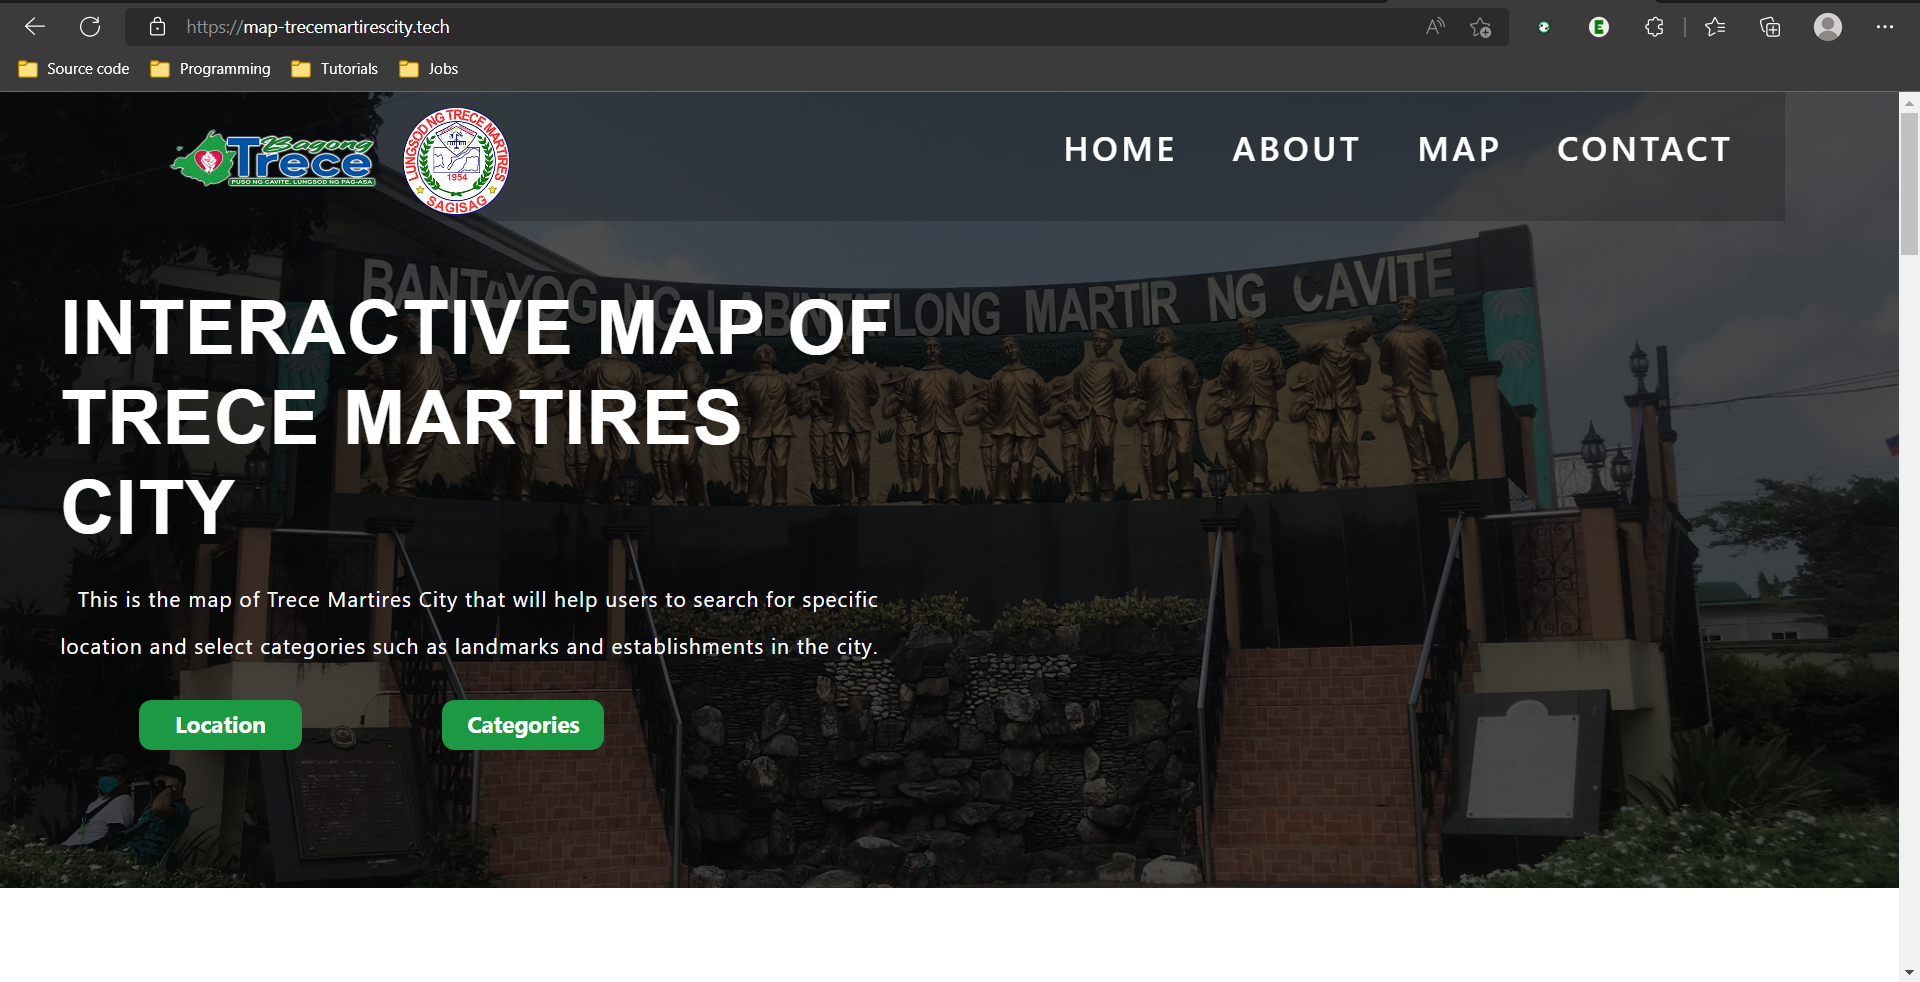 https://map-trecemartirescity.tech
Source code Programming Tutorials Jobs
Bagong
Trece
PUSO NG CAVITE, LUNGSOD NG PAG-ASA
LUNGSOD NG TRECE MARTIRES
1954
SAGISAG
HOME ABOUT MAP CONTACT
BANTAYOG NG LABINTATLONG MARTIR NG CAVITE
INTERACTIVE MAP OF
TRECE MARTIRES
CITY
This is the map of Trece Martires City that will help users to search for specific
location and select categories such as landmarks and establishments in the city.
Location Categories